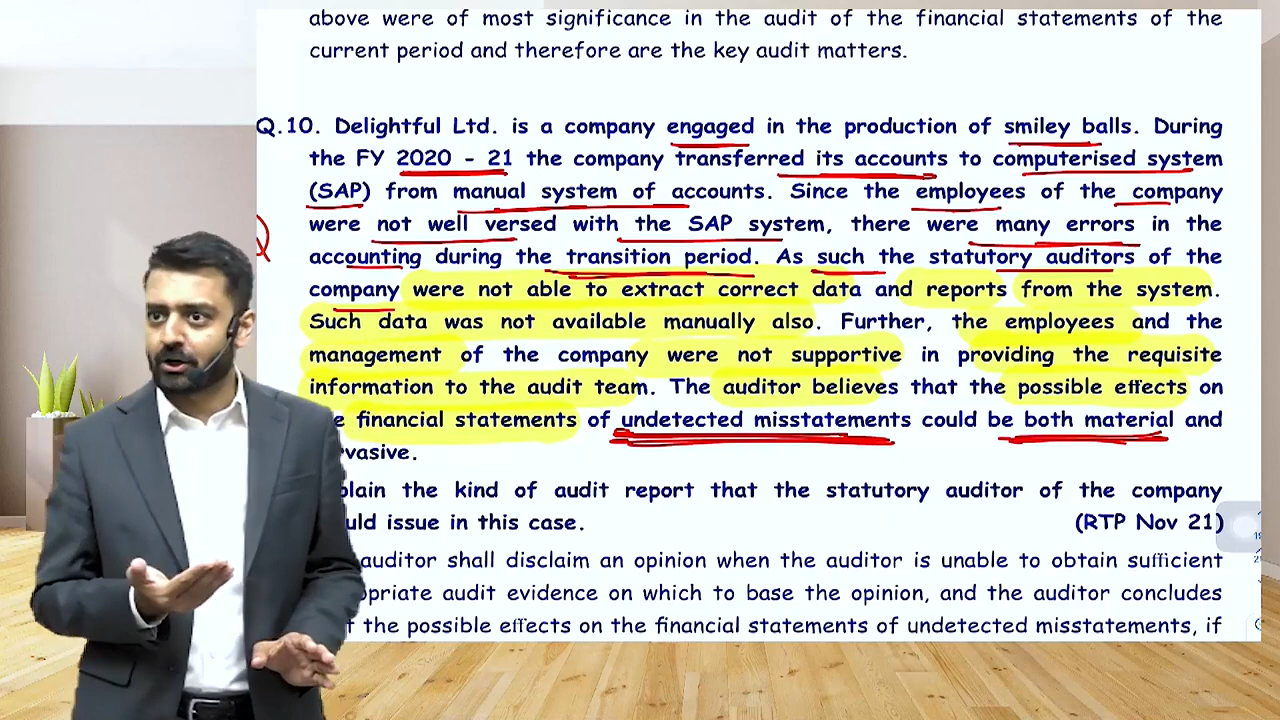 above were of most significance in the audit of the financial statements of the
current period and therefore are the key audit matters.
Q.10. Delightful Ltd. is a company engaged in the production of smiley balls. During
the FY 2020 - 21 the company transferred its accounts to computerised system
(SAP) from manual system of accounts. Since the employees of the company
were not well versed with the SAP system, there were many errors in the
accounting during the transition period. As such the statutory auditors of the
company were not able to extract correct data and reports from the system.
Such data was not available manually also. Further, the employees and the
management of the company were not supportive in providing the requisite
information to the audit team. The auditor believes that the possible effects on
financial statements of undetected misstatements could be both material and
the kind of audit report that the statutory auditor of the company
issue in this case. (RTP Nov 21)
auditor shall disclaim an opinion when the auditor is unable to obtain sufficient
audit evidence on which to base the opinion, and the auditor concludes
the possible effects on the financial statements of undetected misstatements, if